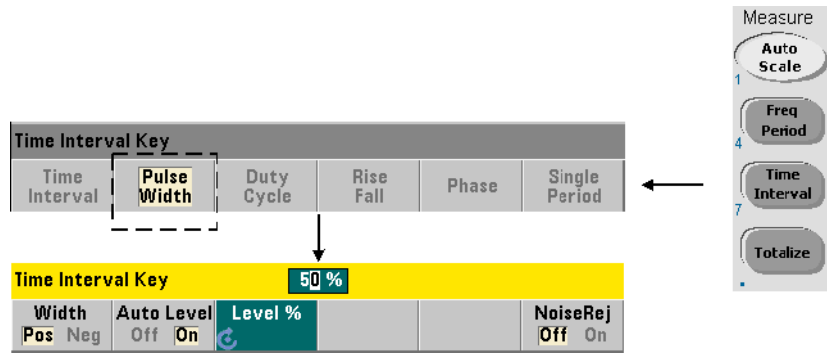 Measure
Auto
Scale
1
Freq
Period
4
Time
Interval
7
Totalize
.
Time Interval Key
Time
Interval
Pulse
Width
Duty
Cycle
Rise
Fall
Phase
Single
Period
Time Interval Key
50 %
Width
Pos Neg
Auto Level
Off On
Level %
NoiseRej
Off On